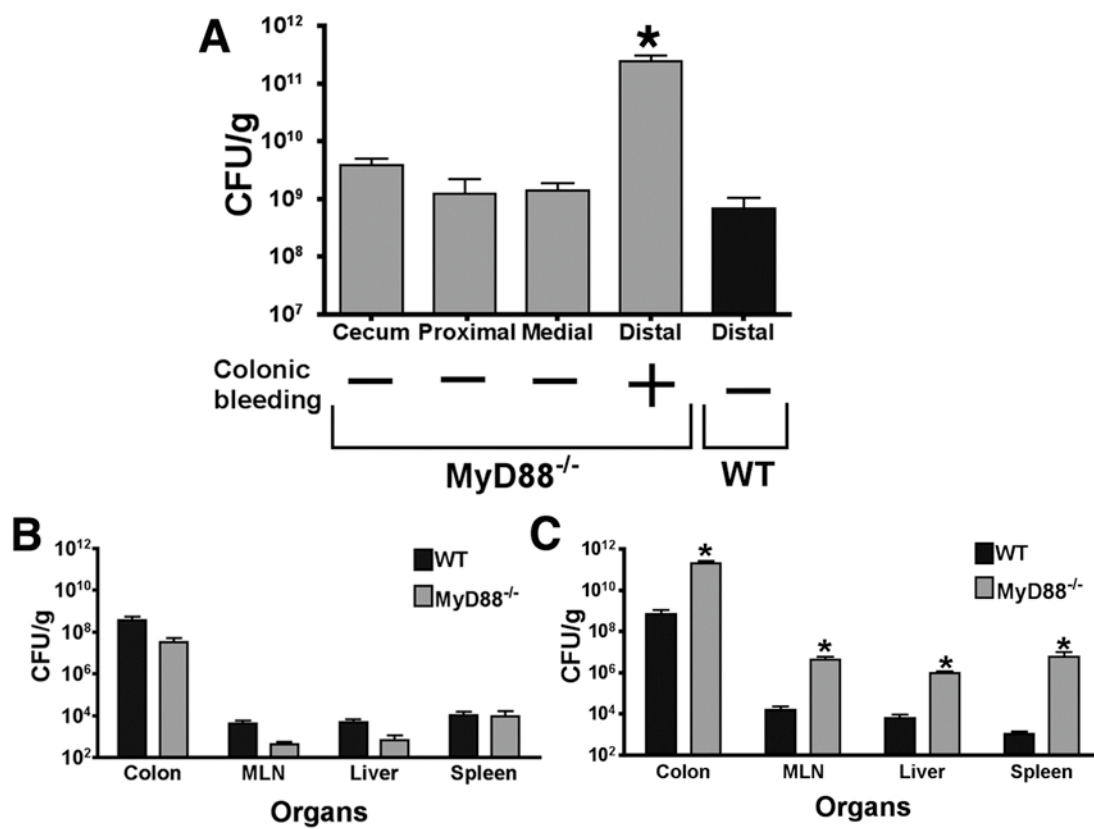 A
*
CFU/g
10¹²
10¹¹
10¹⁰
10⁹
10⁸
10⁷
Cecum Proximal Medial Distal Distal
Colonic
bleeding
— — — + —
MyD88⁻/⁻ WT
B
CFU/g
10¹²
10¹⁰
10⁸
10⁶
10⁴
10²
WT
MyD88⁻/⁻
Colon MLN Liver Spleen
Organs
C
CFU/g
10¹²
10¹⁰
10⁸
10⁶
10⁴
10²
WT
MyD88⁻/⁻
* * * *
Colon MLN Liver Spleen
Organs